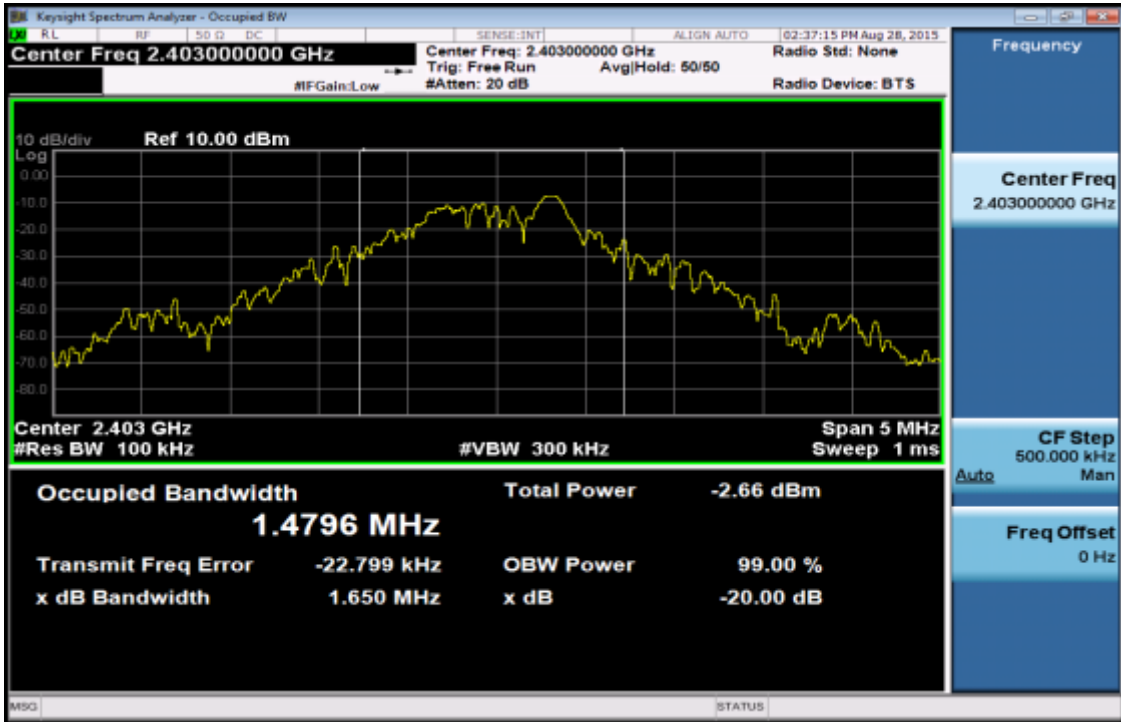 Keysight Spectrum Analyzer - Occupied BW
RL RF 50 Ω DC SENSE:INT ALIGN AUTO 02:37:15 PM Aug 28, 2015
Center Freq 2.403000000 GHz
Center Freq: 2.403000000 GHz Radio Std: None
Trig: Free Run Avg|Hold: 50/50
#IFGain:Low #Atten: 20 dB Radio Device: BTS
10 dB/div Ref 10.00 dBm
Log
0.00
-10.0
-20.0
-30.0
-40.0
-50.0
-60.0
-70.0
-80.0
Center 2.403 GHz Span 5 MHz
#Res BW 100 kHz #VBW 300 kHz Sweep 1 ms
Occupied Bandwidth Total Power -2.66 dBm
1.4796 MHz
Transmit Freq Error -22.799 kHz OBW Power 99.00 %
x dB Bandwidth 1.650 MHz x dB -20.00 dB
Frequency
Center Freq
2.403000000 GHz
CF Step
500.000 kHz
Auto Man
Freq Offset
0 Hz
MSG STATUS